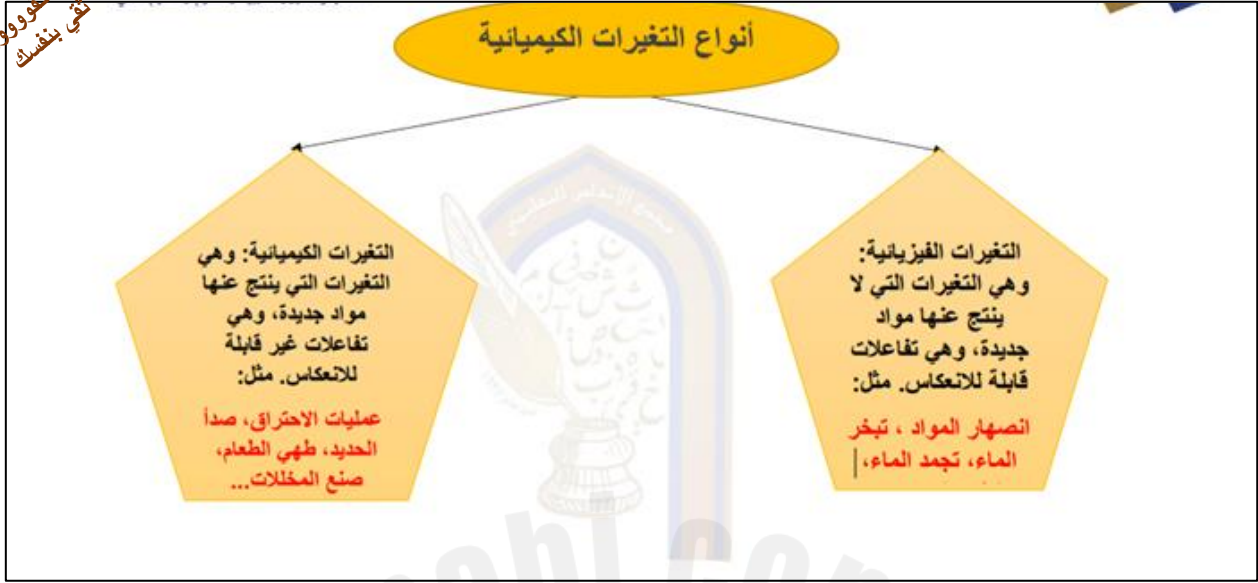 ثقي بنفسك
أنواع التغيرات الكيميائية
التغيرات الفيزيائية:
وهي التغيرات التي لا
ينتج عنها مواد
جديدة، وهي تفاعلات
قابلة للانعكاس. مثل:
انصهار المواد ، تبخر
الماء، تجمد الماء،
التغيرات الكيميائية: وهي
التغيرات التي ينتج عنها
مواد جديدة، وهي
تفاعلات غير قابلة
للانعكاس. مثل:
عمليات الاحتراق، صدأ
الحديد، طهي الطعام،
صنع المخللات...